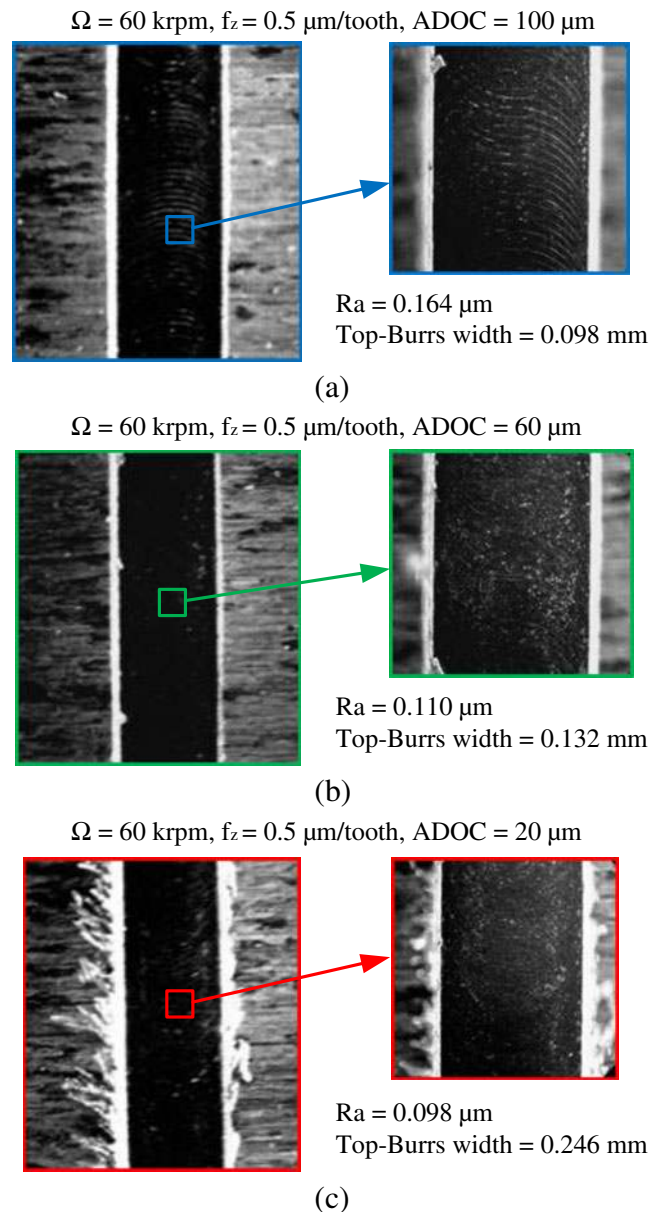 Ω = 60 krpm, fz = 0.5 μm/tooth, ADOC = 100 μm
Ra = 0.164 μm
Top-Burrs width = 0.098 mm
(a)
Ω = 60 krpm, fz = 0.5 μm/tooth, ADOC = 60 μm
Ra = 0.110 μm
Top-Burrs width = 0.132 mm
(b)
Ω = 60 krpm, fz = 0.5 μm/tooth, ADOC = 20 μm
Ra = 0.098 μm
Top-Burrs width = 0.246 mm
(c)